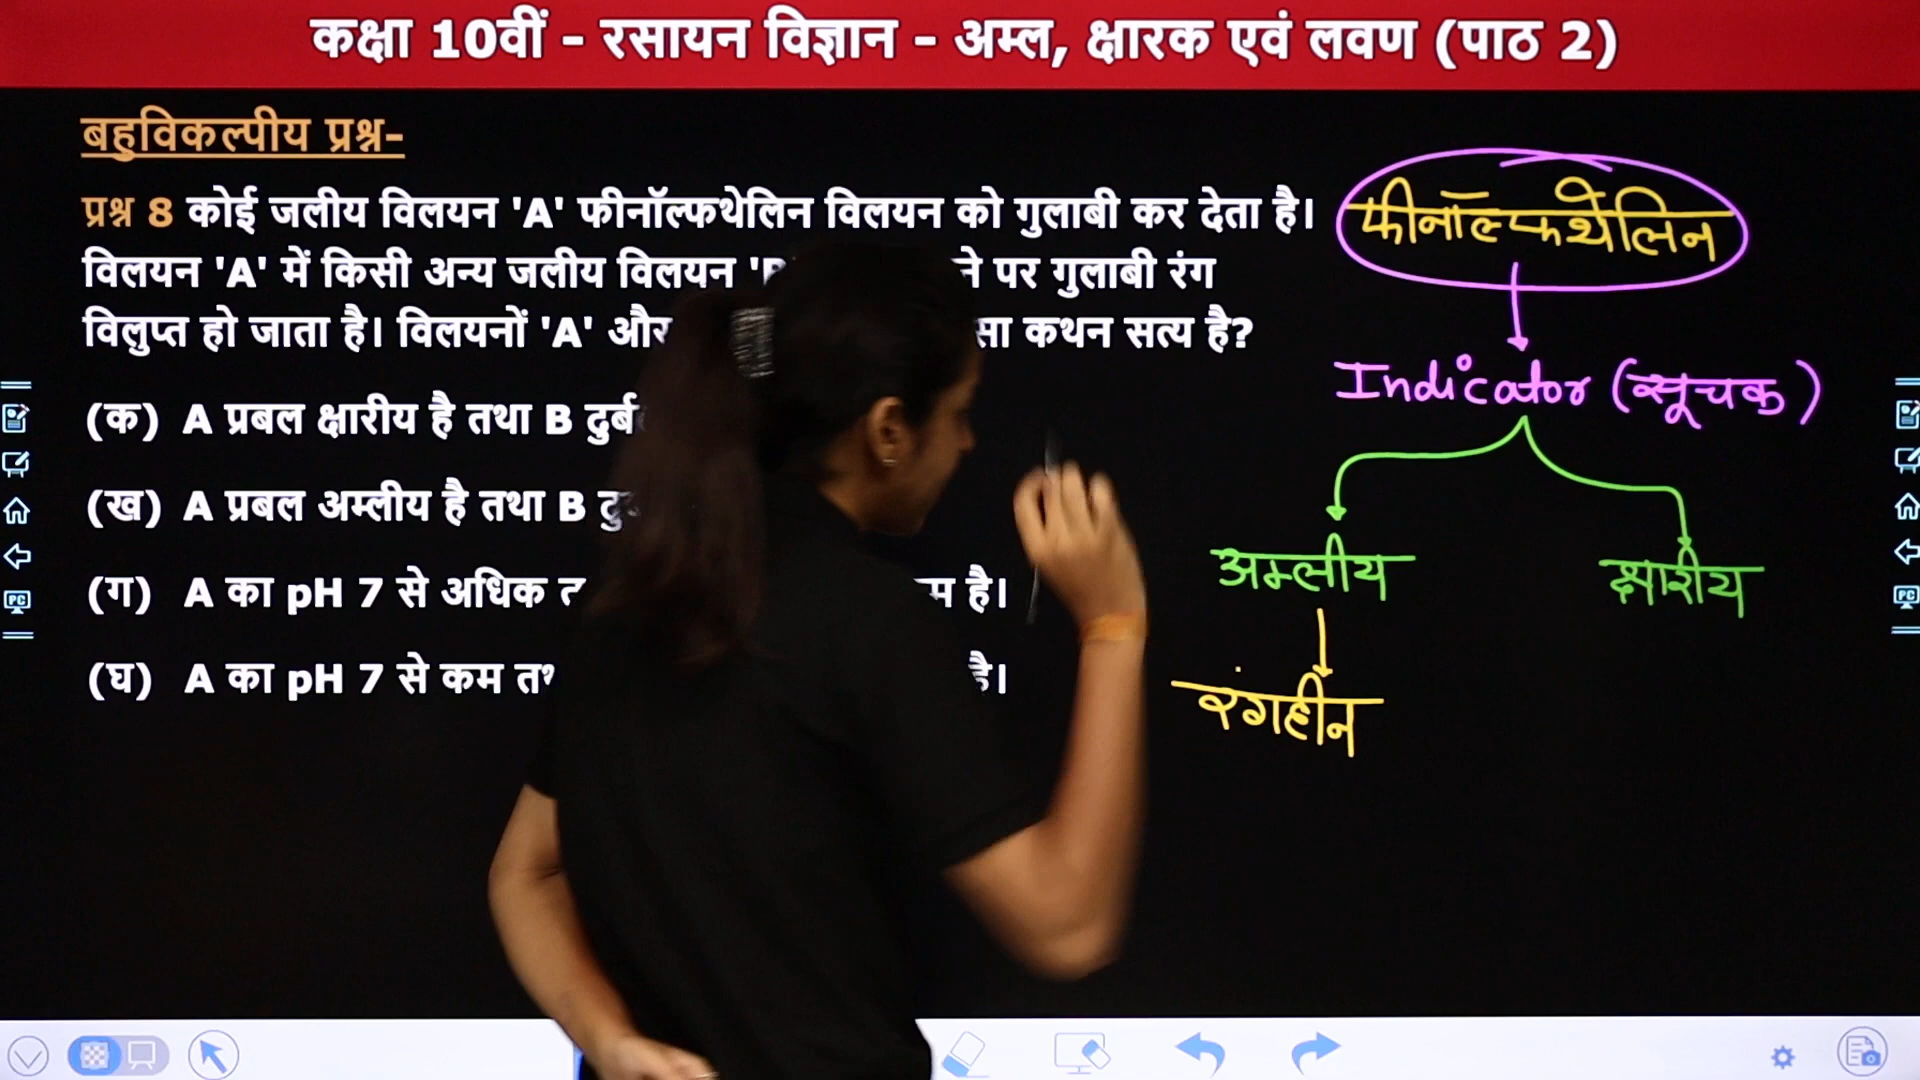 कक्षा 10वीं - रसायन विज्ञान - अम्ल, क्षारक एवं लवण (पाठ 2)
बहुविकल्पीय प्रश्न-
प्रश्न 8 कोई जलीय विलयन 'A' फीनॉल्फथेलिन विलयन को गुलाबी कर देता है।
विलयन 'A' में किसी अन्य जलीय विलयन पर गुलाबी रंग
विलुप्त हो जाता है। विलयनों 'A' कथन सत्य है?
(क) A प्रबल क्षारीय है तथा B
(ख) A प्रबल अम्लीय है तथा B
(ग) A का pH 7 से अधिक है।
(घ) A का pH 7 से कम
फीनॉल्फथेलिन
Indicator (सूचक)
अम्लीय क्षारीय
रंगहीन
PC
PC